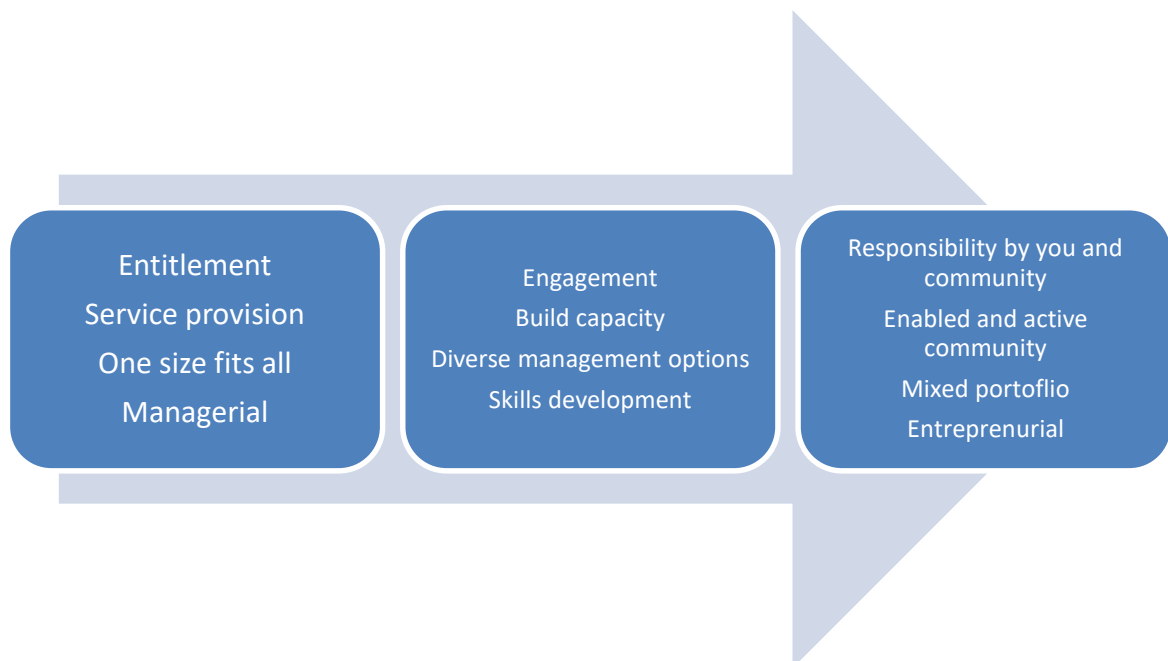 Entitlement
Service provision
One size fits all
Managerial
Engagement
Build capacity
Diverse management options
Skills development
Responsibility by you and
community
Enabled and active
community
Mixed portoflio
Entreprenurial